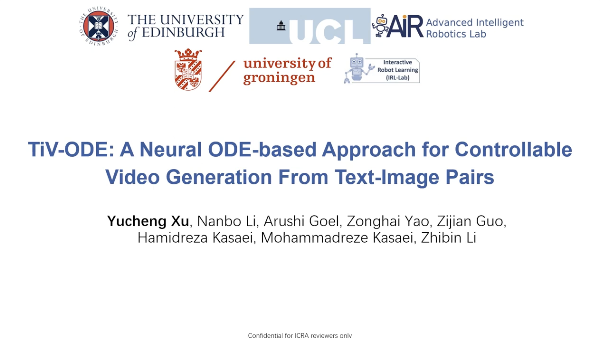 THE UNIVERSITY
of EDINBURGH
UCL
AIR Advanced Intelligent
Robotics Lab
university of
groningen
Interactive
Robot Learning
(IRL-Lab)
TiV-ODE: A Neural ODE-based Approach for Controllable
Video Generation From Text-Image Pairs
Yucheng Xu, Nanbo Li, Arushi Goel, Zonghai Yao, Zijian Guo,
Hamidreza Kasaei, Mohammadreze Kasaei, Zhibin Li
Confidential for ICRA reviewers only